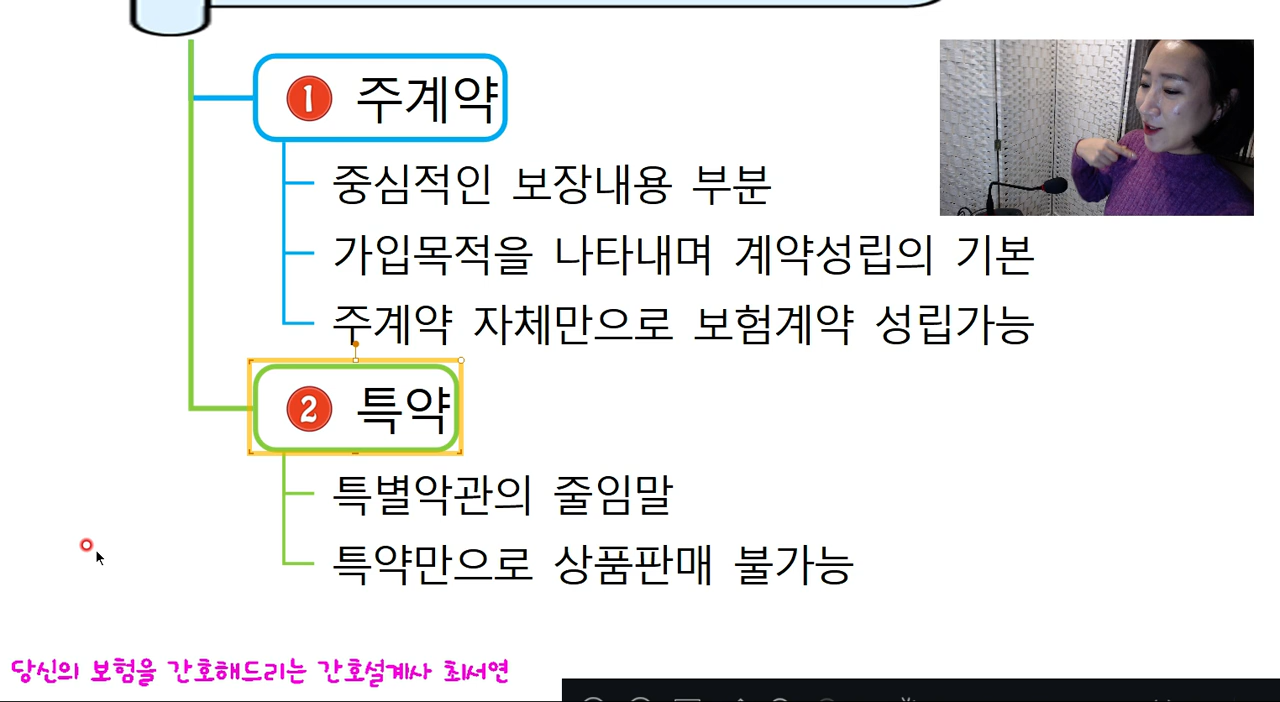 1 주계약
중심적인 보장내용 부분
가입목적을 나타내며 계약성립의 기본
주계약 자체만으로 보험계약 성립가능
2 특약
특별약관의 줄임말
특약만으로 상품판매 불가능
당신의 보험을 간호해드리는 간호설계사 최서연